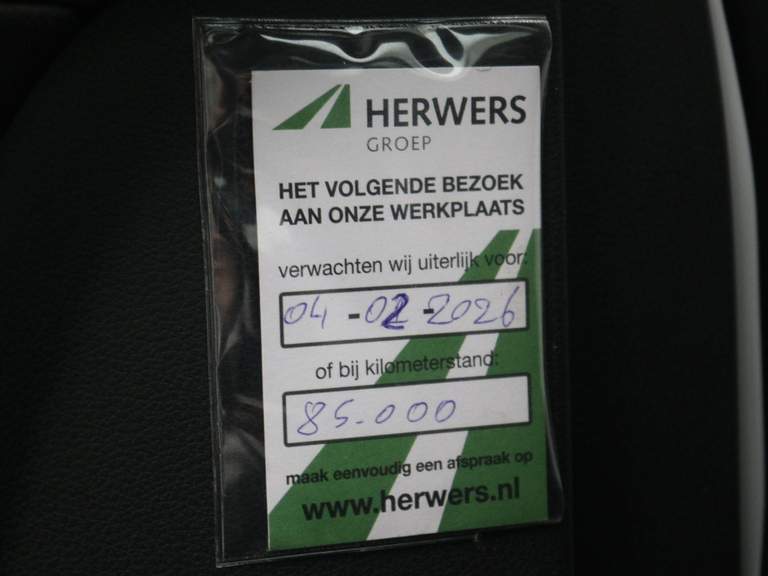 HERWERS
GROEP
HET VOLGENDE BEZOEK
AAN ONZE WERKPLAATS
verwachten wij uiterlijk voor:
04-02-2026
of bij kilometerstand:
85.000
maak eenvoudig een afspraak op
www.herwers.nl